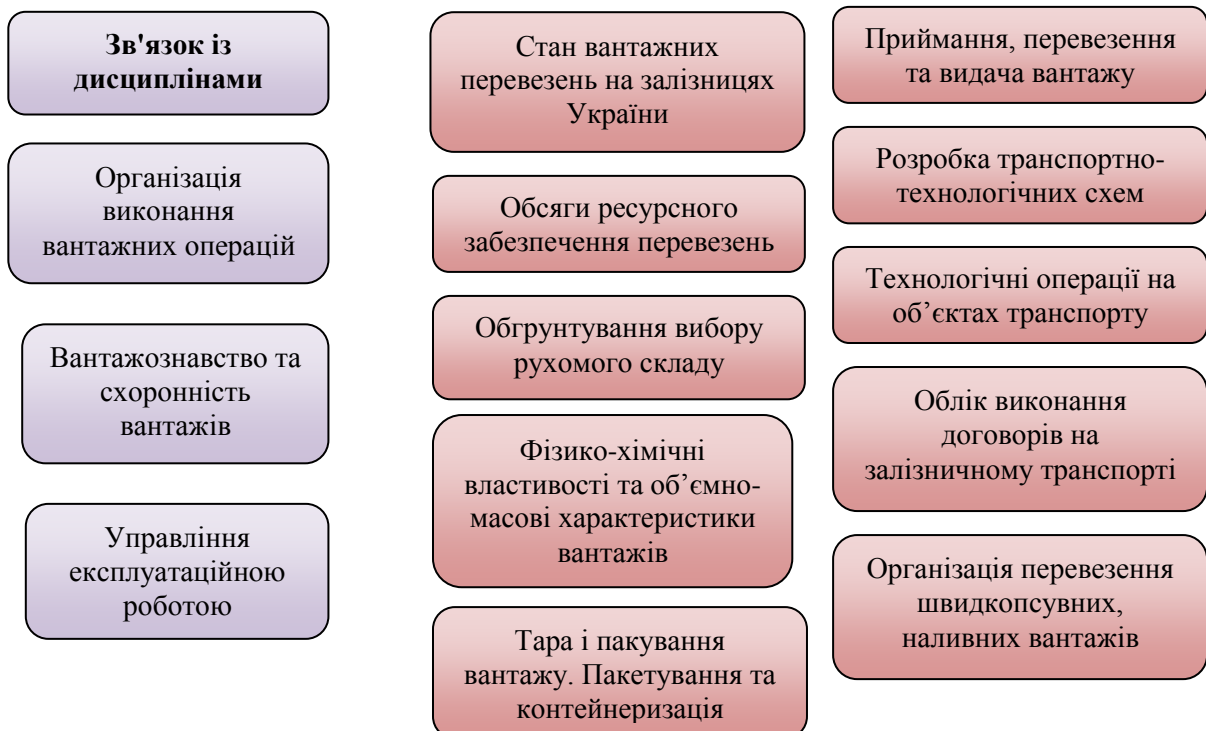 Зв'язок із
дисциплінами
Організація
виконання
вантажних операцій
Вантажознавство та
схоронність
вантажів
Управління
експлуатаційною
роботою
Стан вантажних
перевезень на залізницях
України
Обсяги ресурсного
забезпечення перевезень
Обгрунтування вибору
рухомого складу
Фізико-хімічні
властивості та об’ємно-
масові характеристики
вантажів
Тара і пакування
вантажу. Пакетування та
контейнеризація
Приймання, перевезення
та видача вантажу
Розробка транспортно-
технологічних схем
Технологічні операції на
об’єктах транспорту
Облік виконання
договорів на
залізничному транспорті
Організація перевезення
швидкопсувних,
наливних вантажів